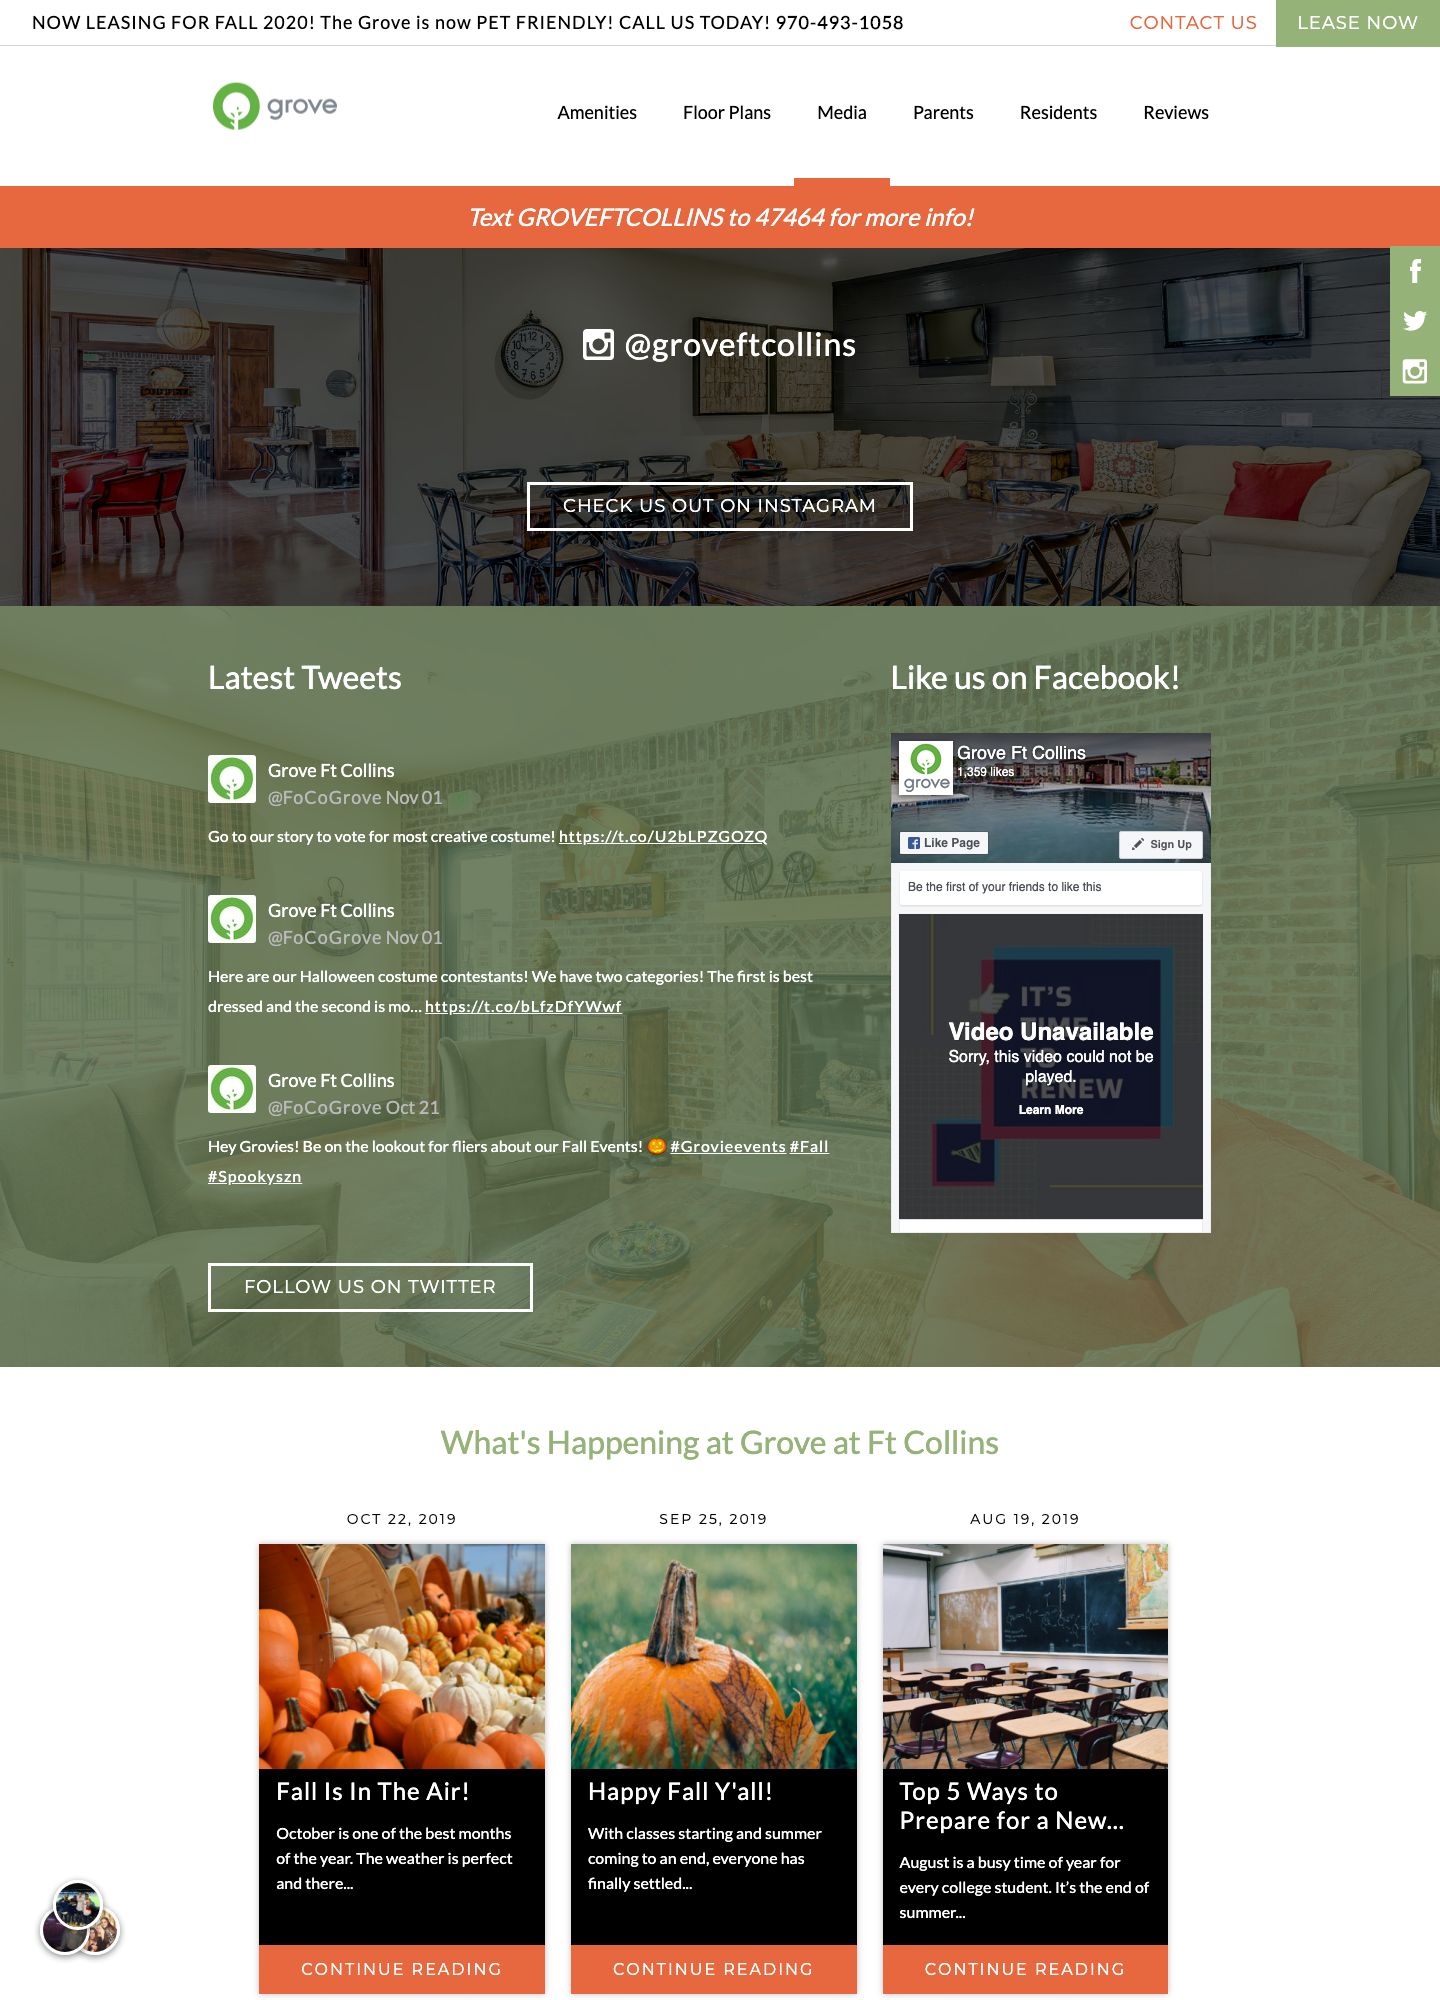 NOW LEASING FOR FALL 2020! The Grove is now PET FRIENDLY! CALL US TODAY! 970-493-1058
CONTACT US
LEASE NOW
grove
Amenities
Floor Plans
Media
Parents
Residents
Reviews
Text GROVEFTCOLLINS to 47464 for more info!
@groveftcollins
CHECK US OUT ON INSTAGRAM
Latest Tweets
Grove Ft Collins
@FoCoGrove Nov 01
Go to our story to vote for most creative costume! https://t.co/U2bLPZGOZQ
Grove Ft Collins
@FoCoGrove Nov 01
Here are our Halloween costume contestants! We have two categories! The first is best
dressed and the second is mo... https://t.co/bLfzDfYWwf
Grove Ft Collins
@FoCoGrove Oct 21
Hey Grovies! Be on the lookout for fliers about our Fall Events! 🎃 #Grovieevents #Fall
#Spookyszn
FOLLOW US ON TWITTER
Like us on Facebook!
grove
Grove Ft Collins
1,359 likes
Like Page
Sign Up
Be the first of your friends to like this
IT'S
TIME
TO
RENEW
Video Unavailable
Sorry, this video could not be
played.
Learn More
What's Happening at Grove at Ft Collins
OCT 22, 2019
Fall Is In The Air!
October is one of the best months
of the year. The weather is perfect
and there...
CONTINUE READING
SEP 25, 2019
Happy Fall Y'all!
With classes starting and summer
coming to an end, everyone has
finally settled...
CONTINUE READING
AUG 19, 2019
Top 5 Ways to
Prepare for a New...
August is a busy time of year for
every college student. It's the end of
summer...
CONTINUE READING